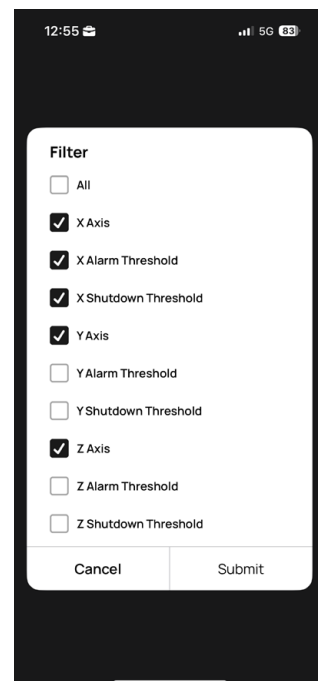 12:55 5G 83
Filter
All
X Axis
X Alarm Threshold
X Shutdown Threshold
Y Axis
Y Alarm Threshold
Y Shutdown Threshold
Z Axis
Z Alarm Threshold
Z Shutdown Threshold
Cancel Submit